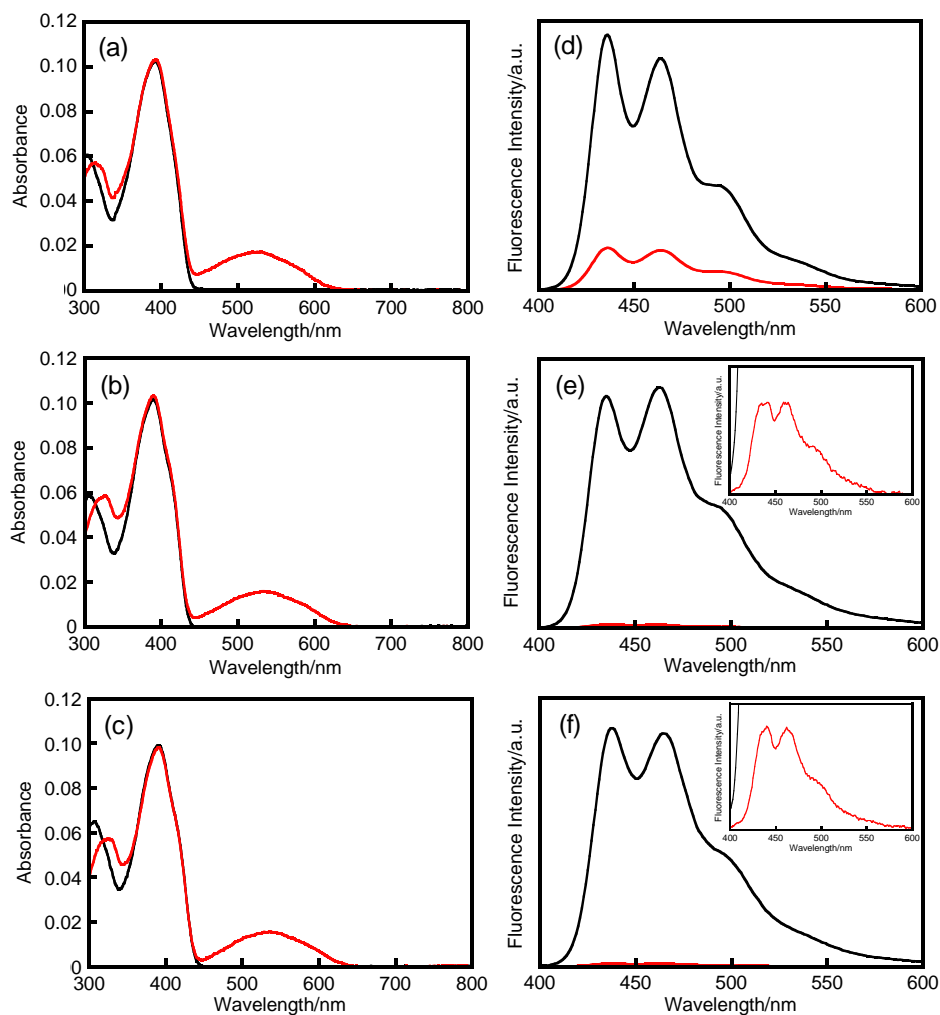 (a)
0.12
0.10
0.08
0.06
0.04
0.02
0
Absorbance
300 400 500 600 700 800
Wavelength/nm
(d)
Fluorescence Intensity/a.u.
400 450 500 550 600
Wavelength/nm
(b)
0.12
0.10
0.08
0.06
0.04
0.02
0
Absorbance
300 400 500 600 700 800
Wavelength/nm
(e)
Fluorescence Intensity/a.u.
400 450 500 550 600
Wavelength/nm
Fluorescence Intensity/a.u.
400 450 500 550 600
Wavelength/nm
(c)
0.12
0.10
0.08
0.06
0.04
0.02
0
Absorbance
300 400 500 600 700 800
Wavelength/nm
(f)
Fluorescence Intensity/a.u.
400 450 500 550 600
Wavelength/nm
Fluorescence Intensity/a.u.
400 450 500 550 600
Wavelength/nm